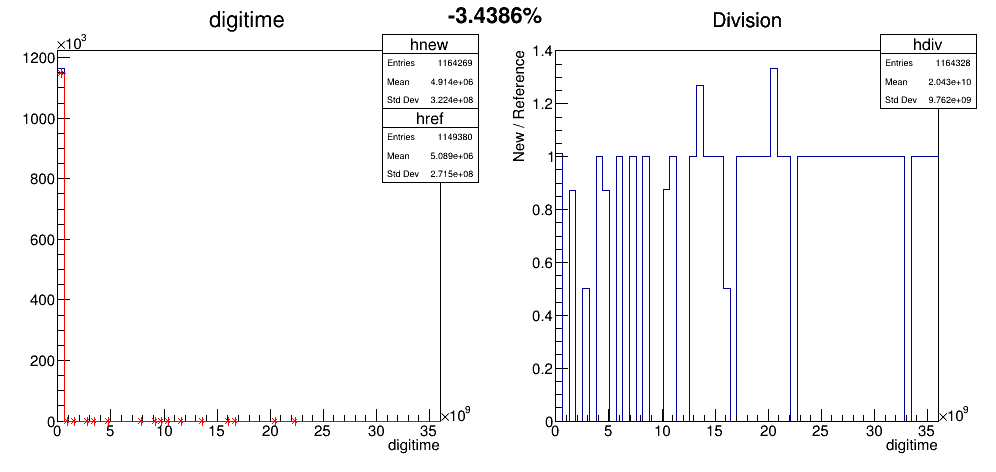 -3.4386%
digitime
hnew
Entries 1164269
Mean 4.914e+06
Std Dev 3.224e+08
href
Entries 1149380
Mean 5.089e+06
Std Dev 2.715e+08
×10³
1200
1000
800
600
400
200
0
0 5 10 15 20 25 30 35
×10⁹
digitime
Division
hdiv
Entries 1164328
Mean 2.043e+10
Std Dev 9.762e+09
New / Reference
1.4
1.2
1
0.8
0.6
0.4
0.2
0
0 5 10 15 20 25 30 35
×10⁹
digitime